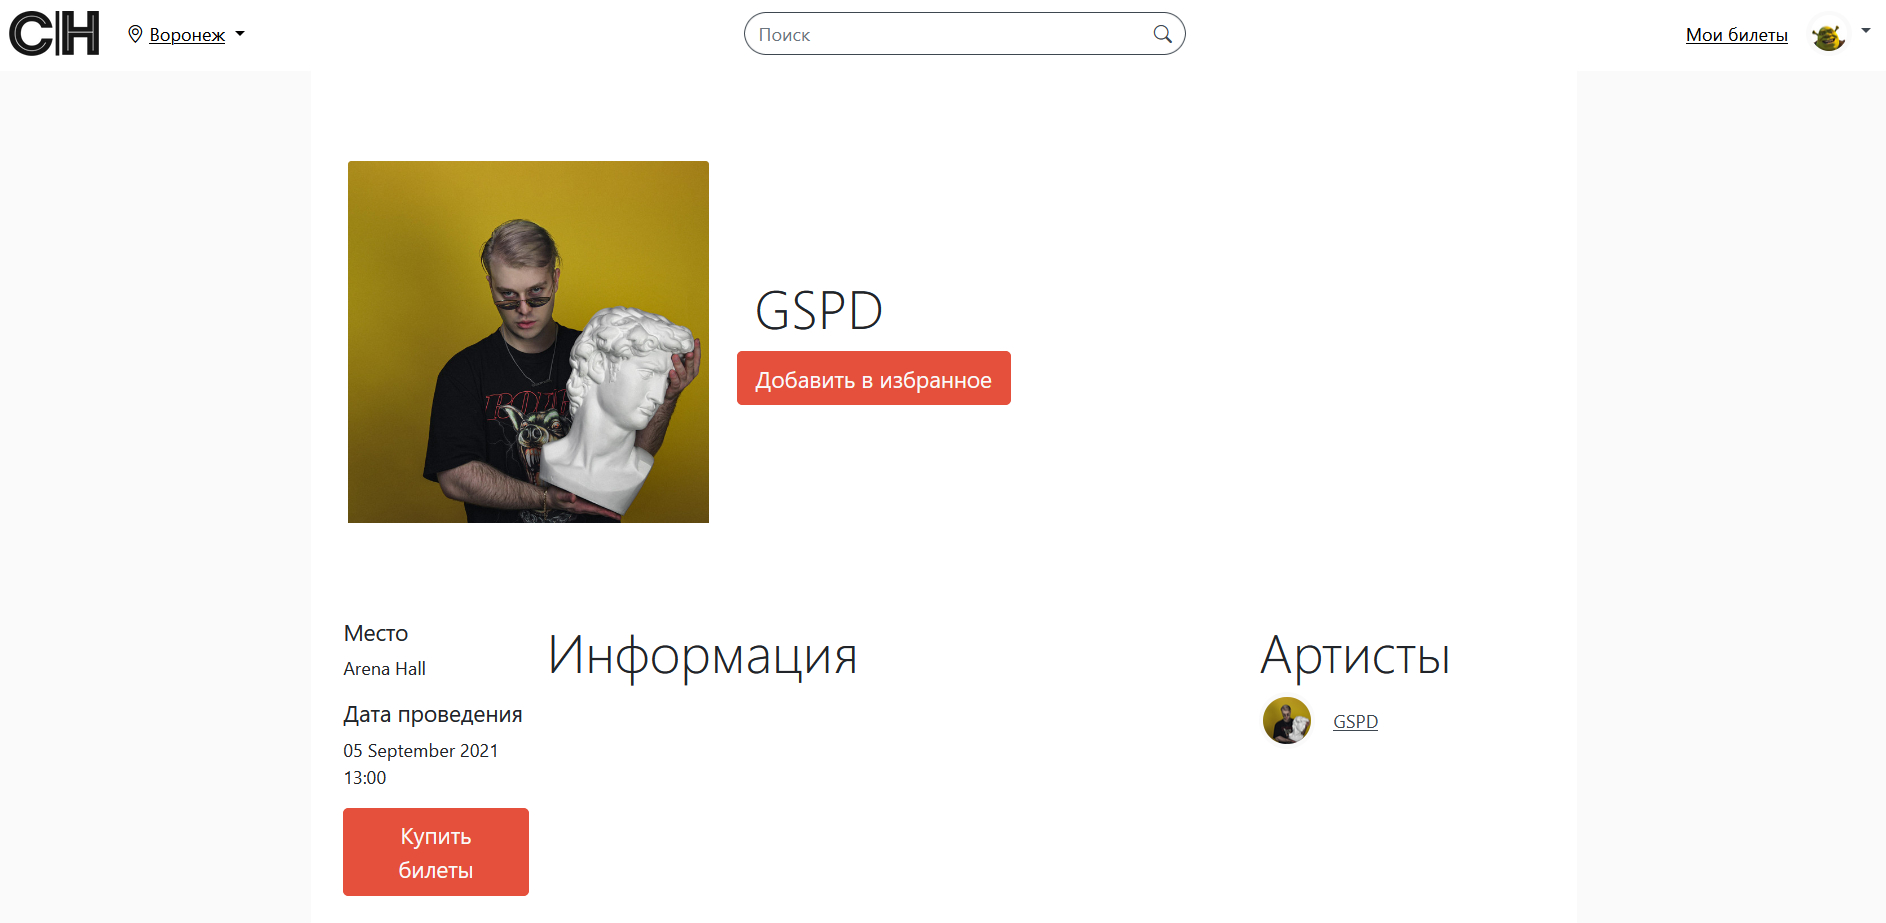 C|H
Воронеж
Поиск
Мои билеты
GSPD
Добавить в избранное
Место
Arena Hall
Дата проведения
05 September 2021
13:00
Купить
билеты
Информация
Артисты
GSPD